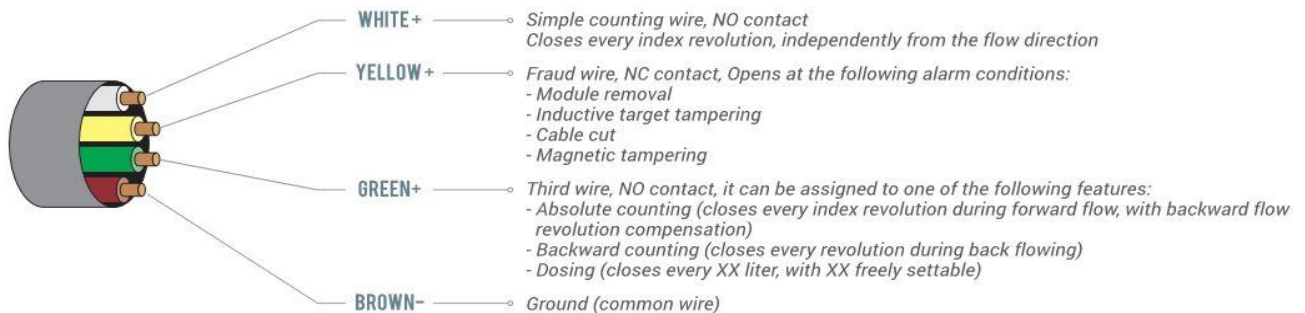 WHITE+
Simple counting wire, NO contact
Closes every index revolution, independently from the flow direction
YELLOW+
Fraud wire, NC contact, Opens at the following alarm conditions:
- Module removal
- Inductive target tampering
- Cable cut
- Magnetic tampering
GREEN+
Third wire, NO contact, it can be assigned to one of the following features:
- Absolute counting (closes every index revolution during forward flow, with backward flow
revolution compensation)
- Backward counting (closes every revolution during back flowing)
- Dosing (closes every XX liter, with XX freely settable)
BROWN-
Ground (common wire)